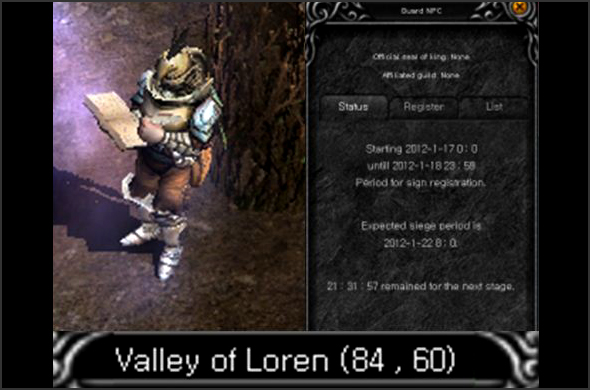 Guard NPC
Official seal of king: None
Affiliated guild: None
Status Register List
Starting 2012-1-17 0 : 0
untill 2012-1-18 23 : 58
Period for sign registration.
Expected siege period is
2012-1-22 8 : 0.
21 : 31 : 57 remained for the next stage.
Valley of Loren (84 , 60)